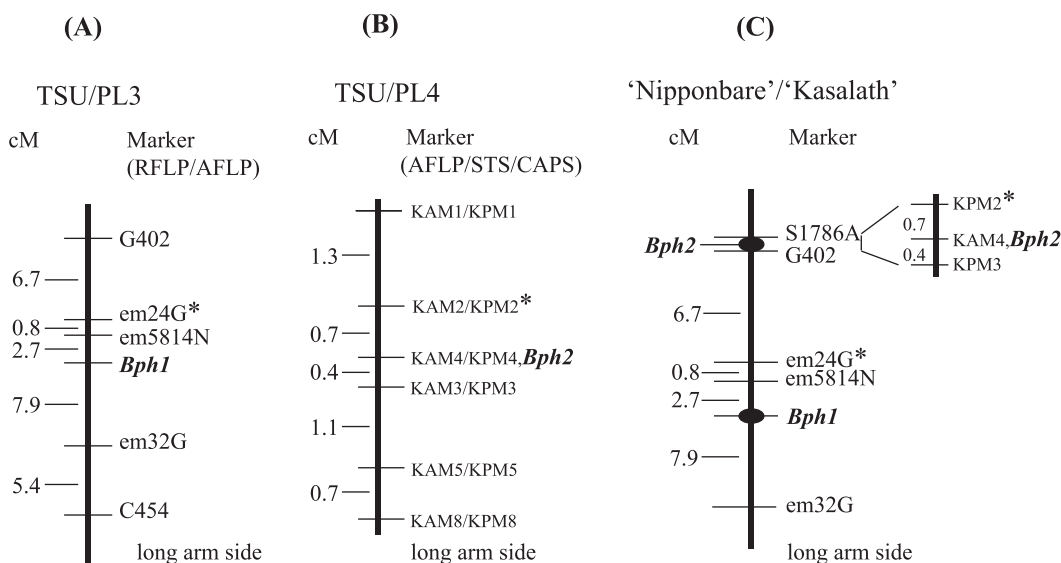 (A)
TSU/PL3
cM Marker
(RFLP/AFLP)
G402
6.7
em24G*
0.8
em5814N
2.7
Bph1
7.9
em32G
5.4
C454
long arm side
(B)
TSU/PL4
cM Marker
(AFLP/STS/CAPS)
KAM1/KPM1
1.3
KAM2/KPM2*
0.7
KAM4/KPM4,Bph2
0.4
KAM3/KPM3
1.1
KAM5/KPM5
0.7
KAM8/KPM8
long arm side
(C)
‘Nipponbare’/‘Kasalath’
cM Marker
S1786A
Bph2
G402
6.7
em24G*
0.8
em5814N
2.7
Bph1
7.9
em32G
long arm side
KPM2*
0.7
KAM4,Bph2
0.4
KPM3